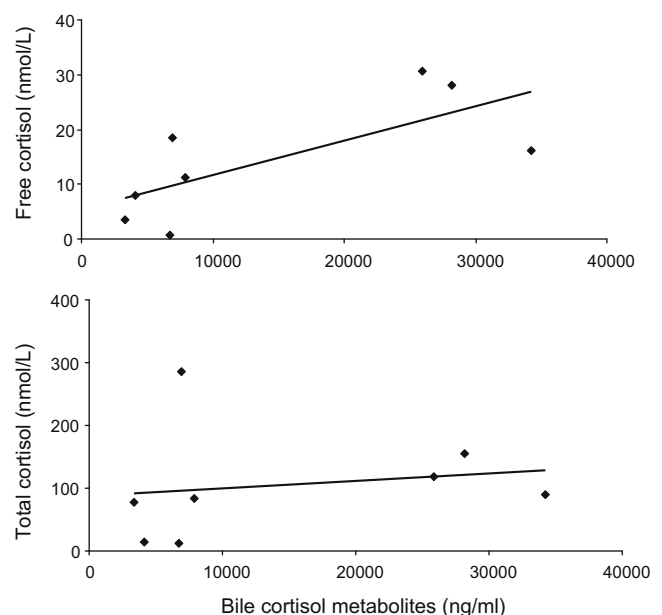 Free cortisol (nmol/L)
40
30
20
10
0
0 10000 20000 30000 40000
Total cortisol (nmol/L)
400
300
200
100
0
0 10000 20000 30000 40000
Bile cortisol metabolites (ng/ml)